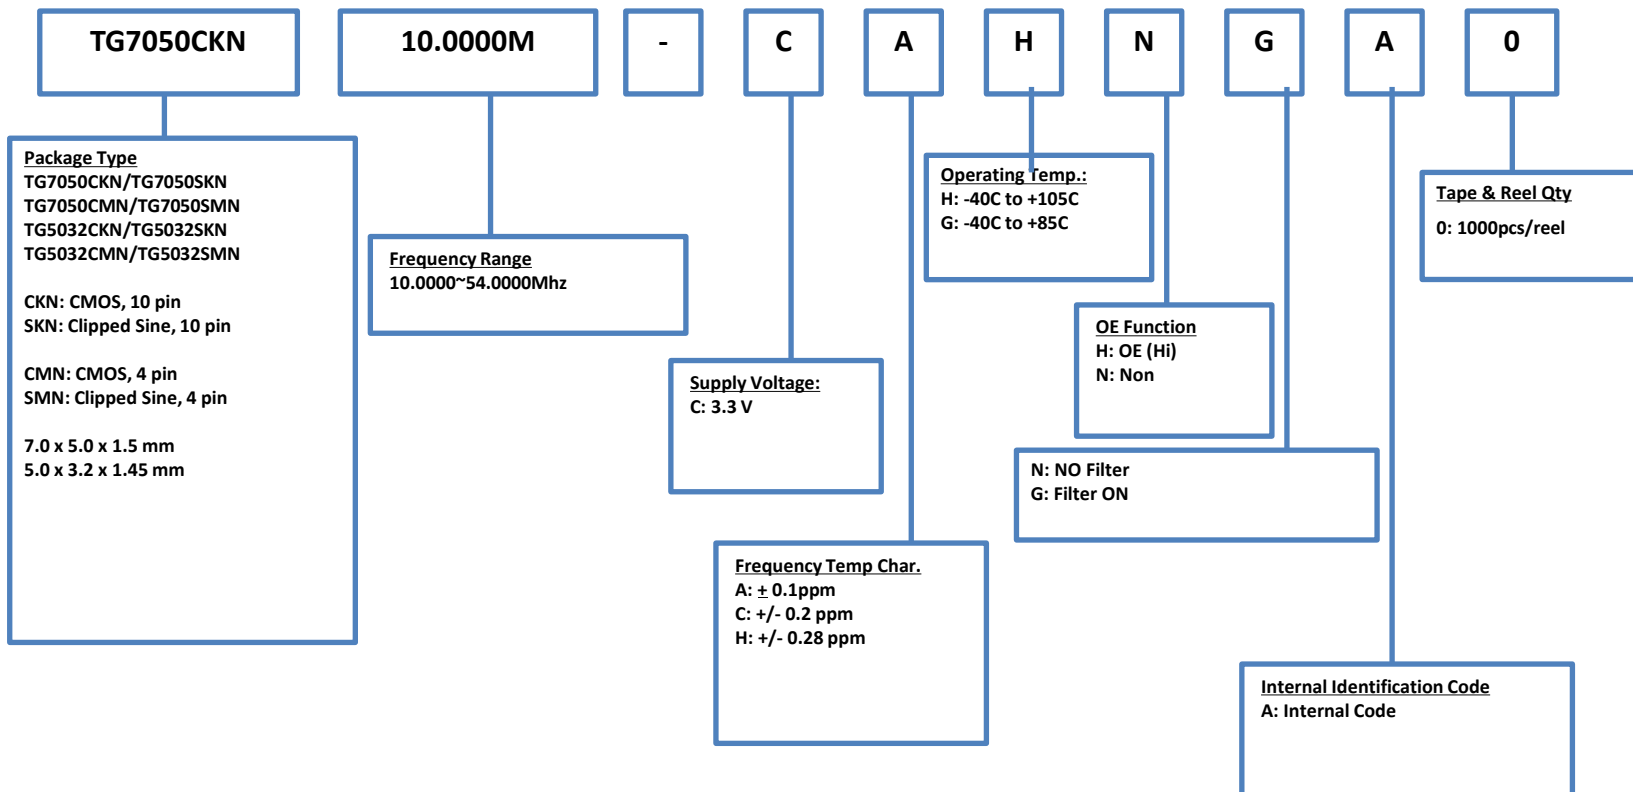 TG7050CKN 10.0000M - C A H N G A 0
Package Type
TG7050CKN/TG7050SKN
TG7050CMN/TG7050SMN
TG5032CKN/TG5032SKN
TG5032CMN/TG5032SMN
CKN: CMOS, 10 pin
SKN: Clipped Sine, 10 pin
CMN: CMOS, 4 pin
SMN: Clipped Sine, 4 pin
7.0 x 5.0 x 1.5 mm
5.0 x 3.2 x 1.45 mm
Frequency Range
10.0000~54.0000Mhz
Supply Voltage:
C: 3.3 V
Frequency Temp Char.
A: ± 0.1ppm
C: +/- 0.2 ppm
H: +/- 0.28 ppm
Operating Temp.:
H: -40C to +105C
G: -40C to +85C
OE Function
H: OE (Hi)
N: Non
N: NO Filter
G: Filter ON
Internal Identification Code
A: Internal Code
Tape & Reel Qty
0: 1000pcs/reel